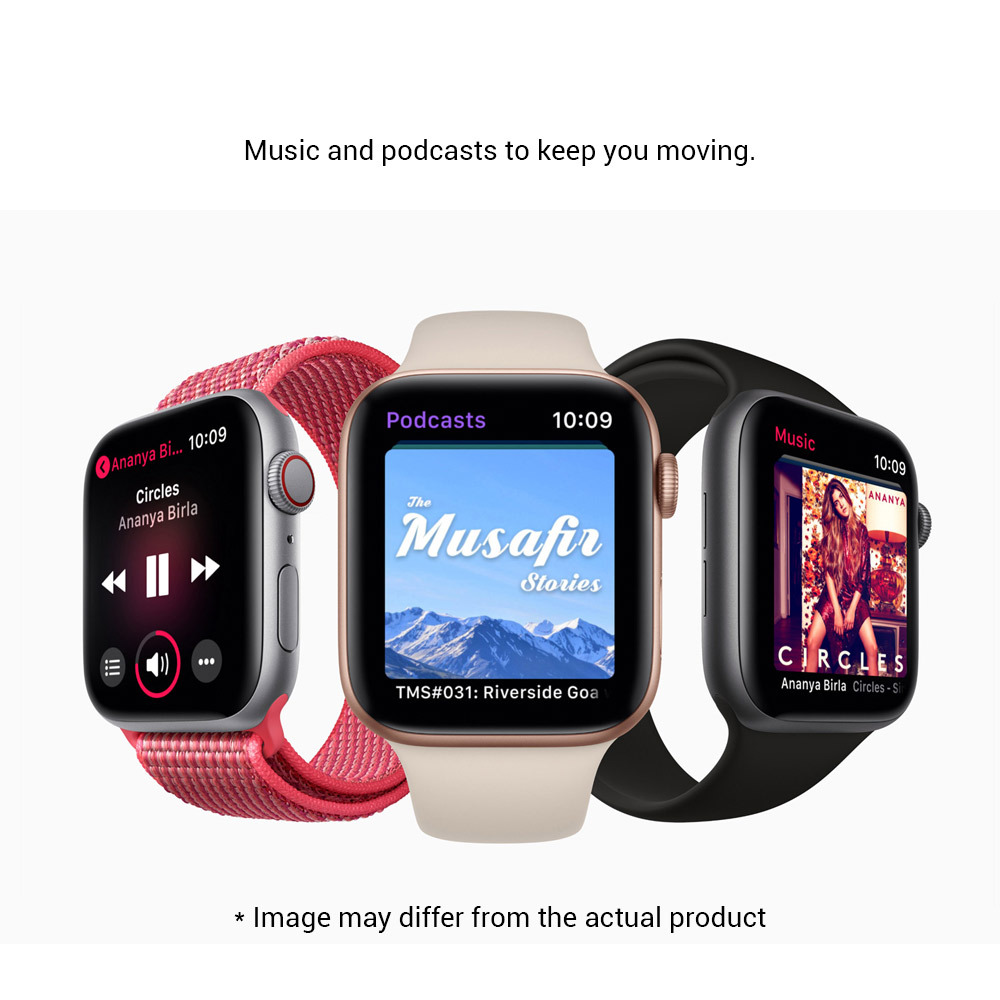 Music and podcasts to keep you moving.
Ananya Bi... 10:09
Circles
Ananya Birla
Podcasts 10:09
The
Musafir
Stories
TMS#031: Riverside Goa
Music
10:09
ANANYA
CIRCLES
Ananya Birla Circles - Si
* Image may differ from the actual product